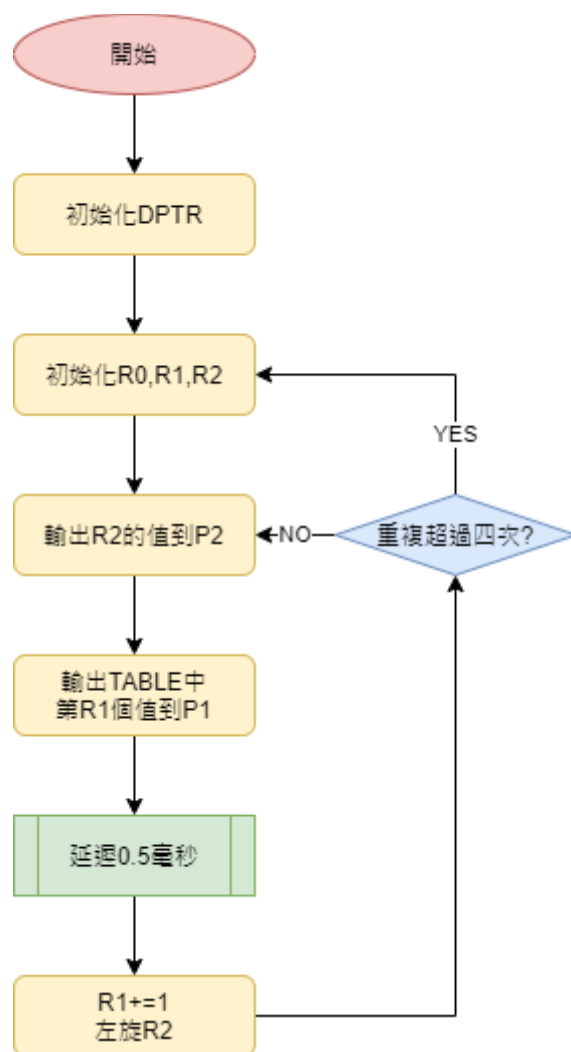 開始
初始化DPTR
初始化R0,R1,R2
YES
輸出R2的值到P2
NO
重複超過四次?
輸出TABLE中
第R1個值到P1
延遲0.5毫秒
R1+=1
左旋R2